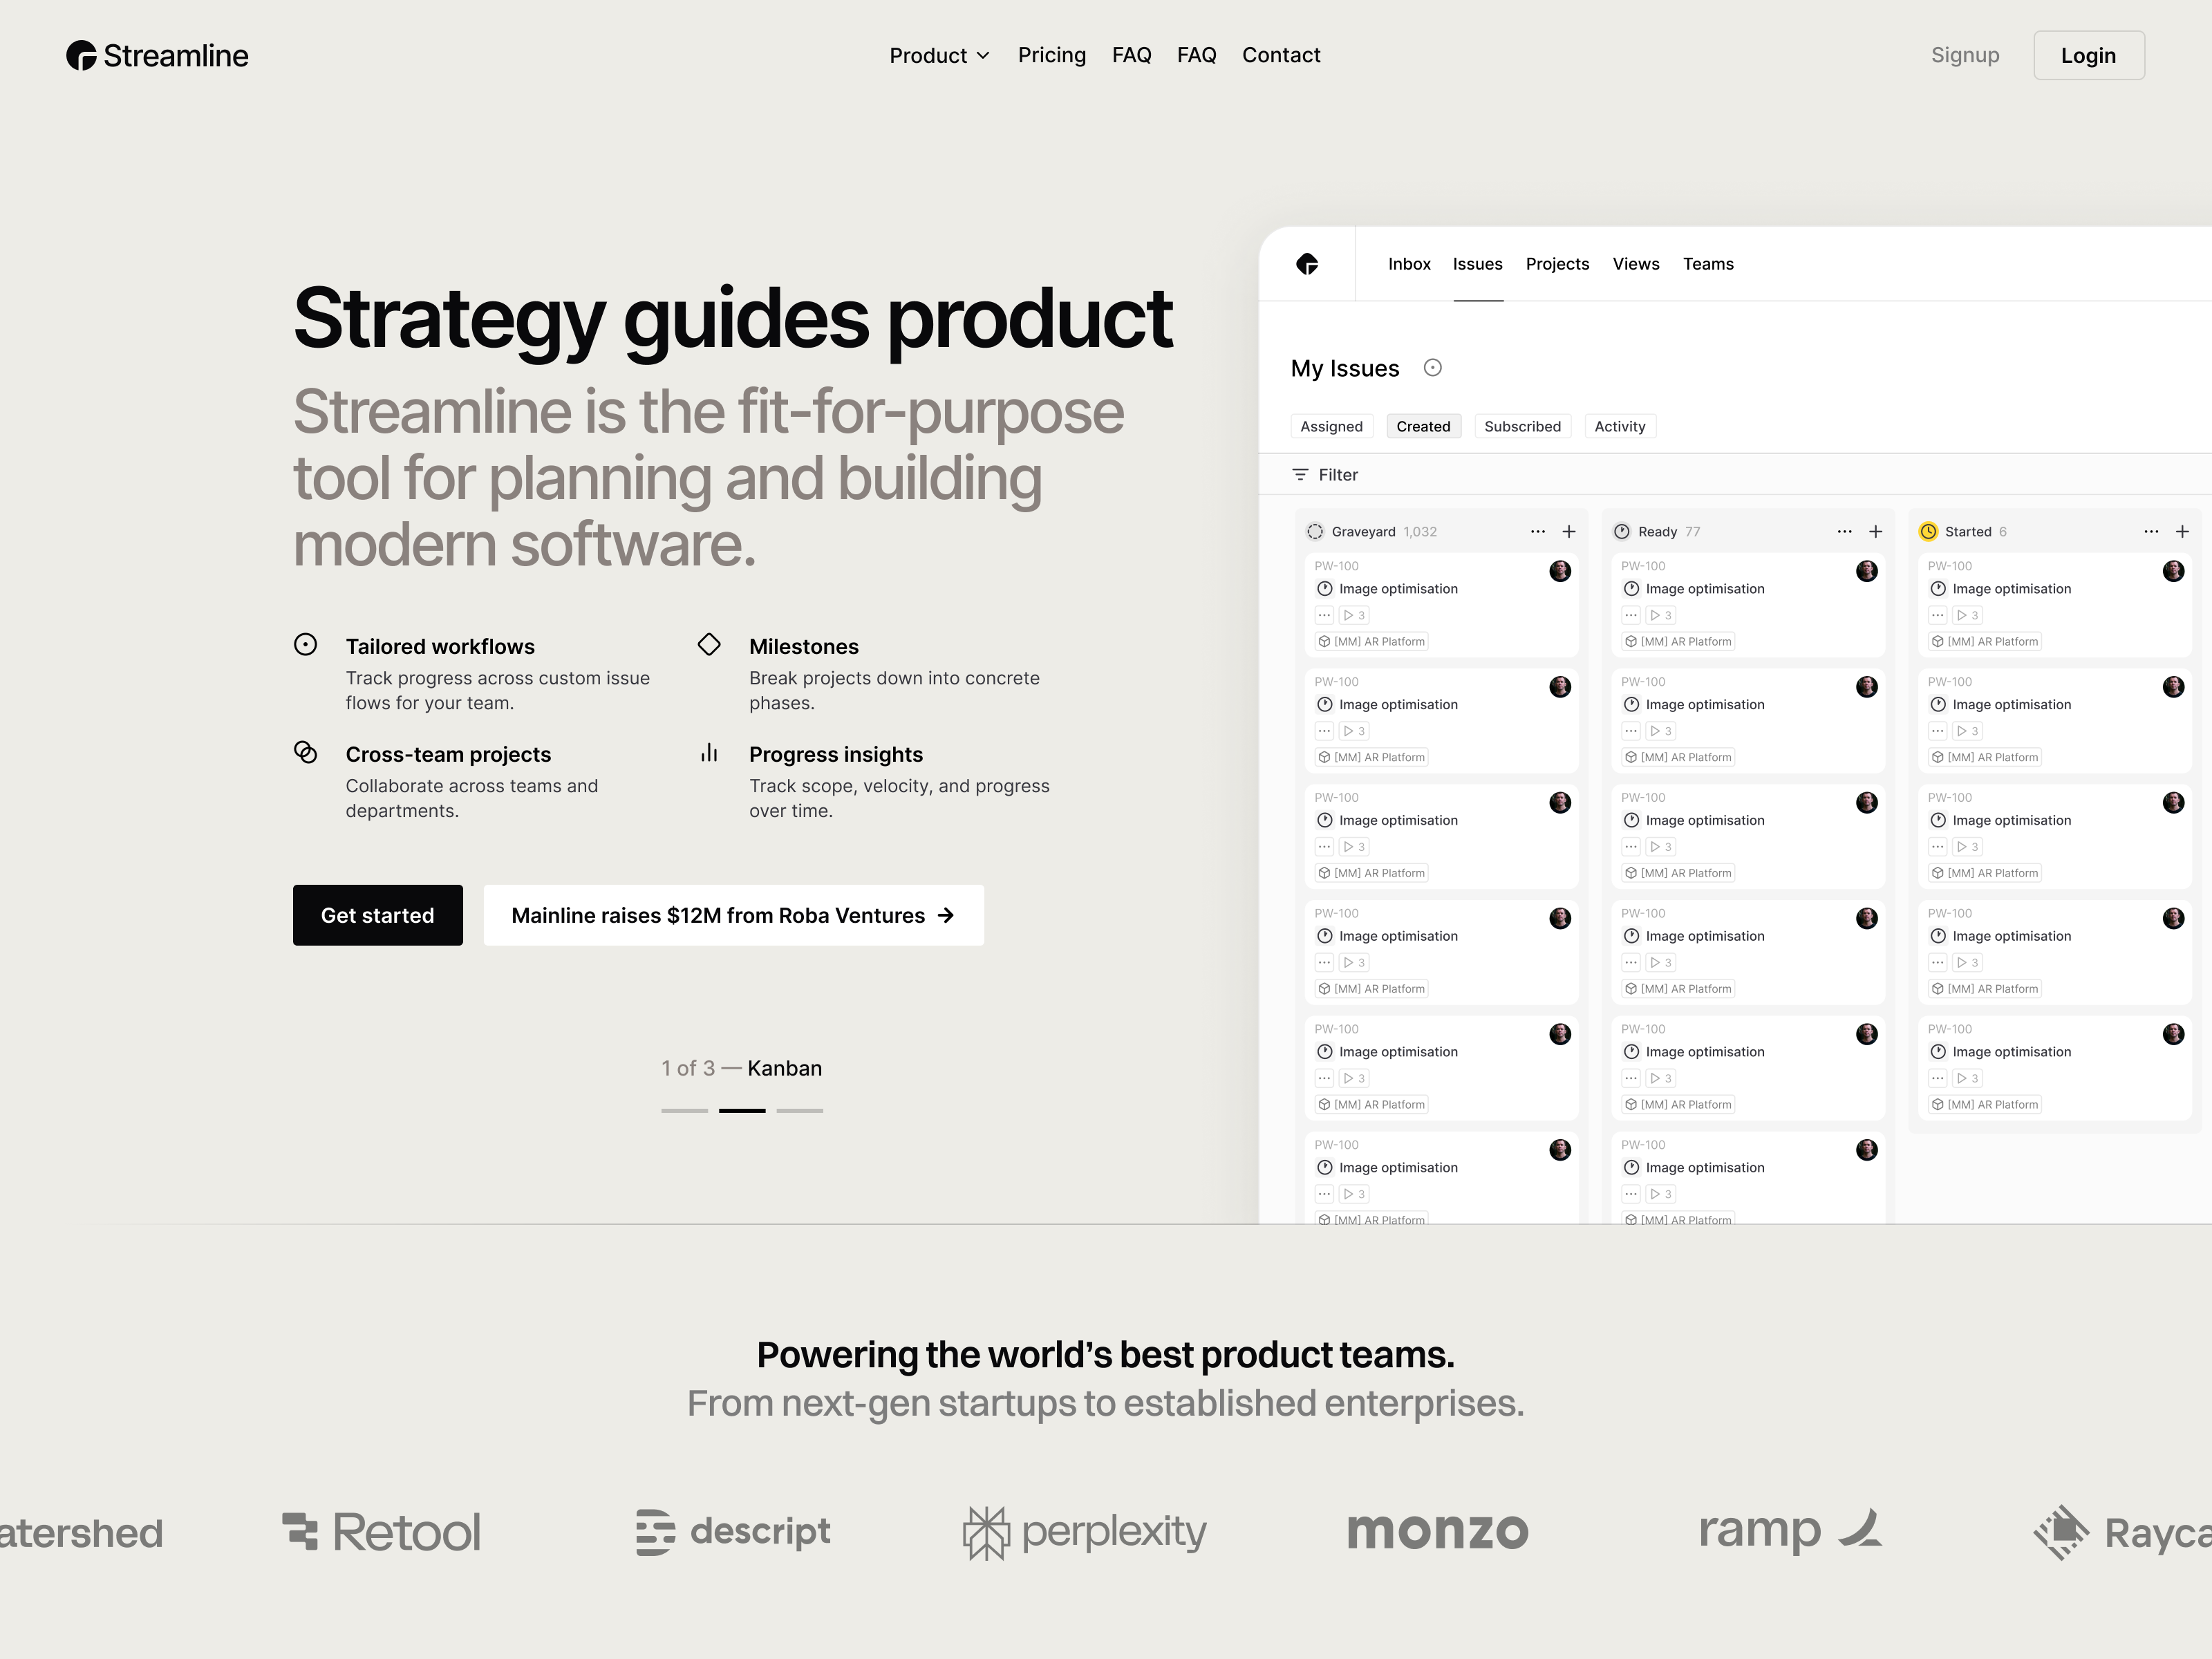 Streamline
Product
Pricing
FAQ
FAQ
Contact
Signup
Login
Strategy guides product
Streamline is the fit-for-purpose
tool for planning and building
modern software.
Tailored workflows
Track progress across custom issue
flows for your team.
Milestones
Break projects down into concrete
phases.
Cross-team projects
Collaborate across teams and
departments.
Progress insights
Track scope, velocity, and progress
over time.
Get started
Mainline raises $12M from Roba Ventures →
1 of 3 — Kanban
Inbox
Issues
Projects
Views
Teams
My Issues
Assigned
Created
Subscribed
Activity
Filter
Graveyard 1,032
PW-100
Image optimisation
3
[MM] AR Platform
PW-100
Image optimisation
3
[MM] AR Platform
PW-100
Image optimisation
3
[MM] AR Platform
PW-100
Image optimisation
3
[MM] AR Platform
PW-100
Image optimisation
3
[MM] AR Platform
PW-100
Image optimisation
3
[MM] AR Platform
Ready 77
PW-100
Image optimisation
3
[MM] AR Platform
PW-100
Image optimisation
3
[MM] AR Platform
PW-100
Image optimisation
3
[MM] AR Platform
PW-100
Image optimisation
3
[MM] AR Platform
PW-100
Image optimisation
3
[MM] AR Platform
PW-100
Image optimisation
3
[MM] AR Platform
Started 6
PW-100
Image optimisation
3
[MM] AR Platform
PW-100
Image optimisation
3
[MM] AR Platform
PW-100
Image optimisation
3
[MM] AR Platform
PW-100
Image optimisation
3
[MM] AR Platform
PW-100
Image optimisation
3
[MM] AR Platform
Powering the world’s best product teams.
From next-gen startups to established enterprises.
atershed
Retool
descript
perplexity
monzo
ramp
Rayca